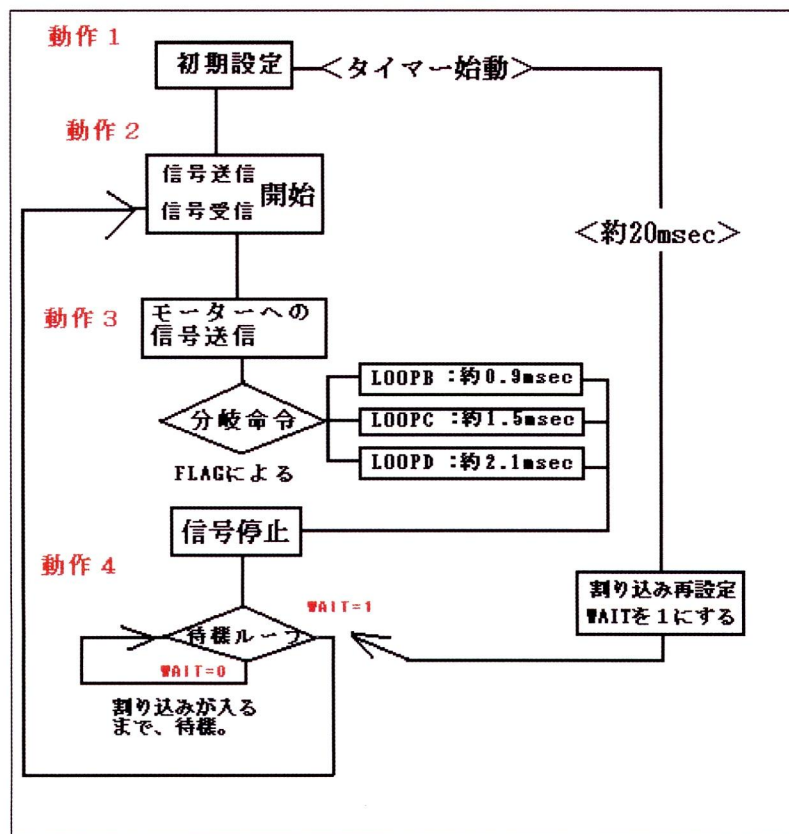 動作1
初期設定
＜タイマー始動＞
動作2
信号送信
信号受信
開始
＜約20msec＞
動作3
モーターへの
信号送信
分岐命令
FLAGによる
LOOPB：約0.9msec
LOOPC：約1.5msec
LOOPD：約2.1msec
信号停止
動作4
待機ループ
WAIT=1
WAIT=0
割り込みが入る
まで、待機。
割り込み再設定
WAITを1にする